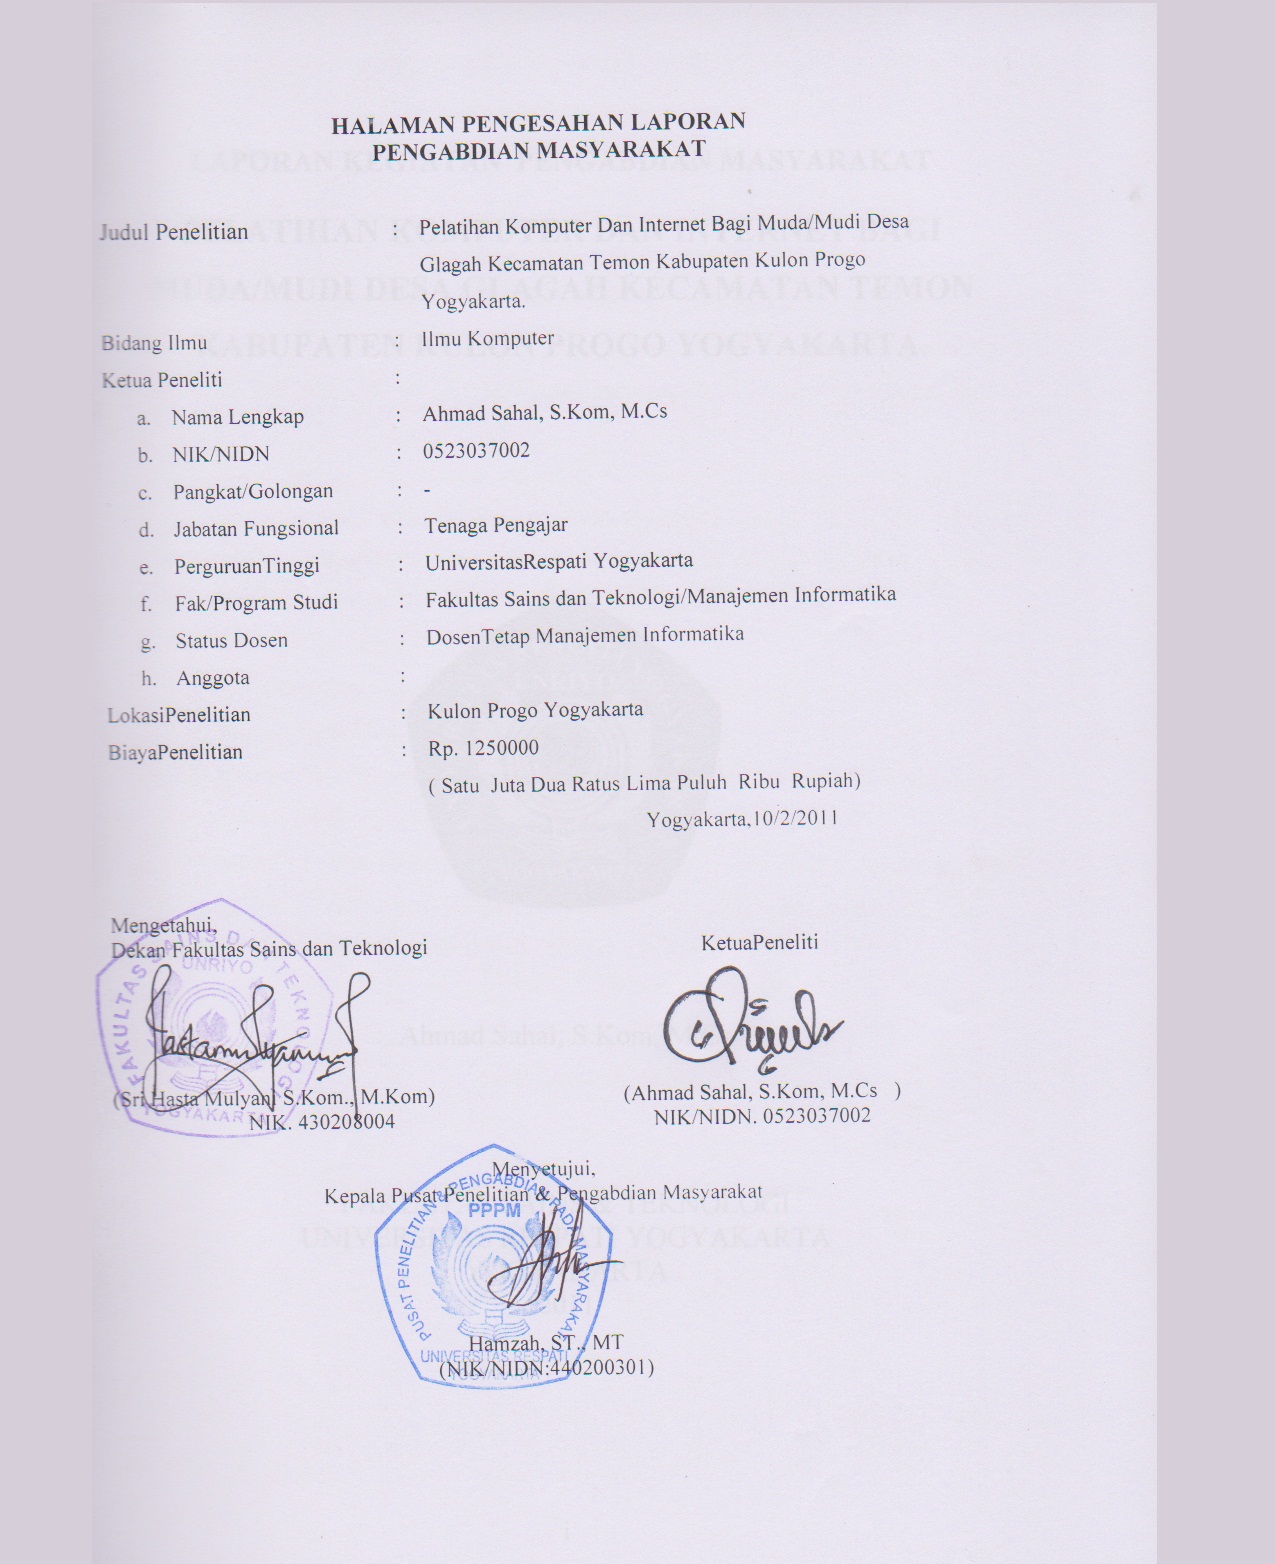 HALAMAN PENGESAHAN LAPORAN
PENGABDIAN MASYARAKAT
Judul Penelitian : Pelatihan Komputer Dan Internet Bagi Muda/Mudi Desa
Glagah Kecamatan Temon Kabupaten Kulon Progo
Yogyakarta.
Bidang Ilmu : Ilmu Komputer
Ketua Peneliti :
a. Nama Lengkap : Ahmad Sahal, S.Kom, M.Cs
b. NIK/NIDN : 0523037002
c. Pangkat/Golongan : -
d. Jabatan Fungsional : Tenaga Pengajar
e. PerguruanTinggi : UniversitasRespati Yogyakarta
f. Fak/Program Studi : Fakultas Sains dan Teknologi/Manajemen Informatika
g. Status Dosen : DosenTetap Manajemen Informatika
h. Anggota :
LokasiPenelitian : Kulon Progo Yogyakarta
BiayaPenelitian : Rp. 1250000
( Satu Juta Dua Ratus Lima Puluh Ribu Rupiah)
Yogyakarta,10/2/2011
Mengetahui,
Dekan Fakultas Sains dan Teknologi
KetuaPeneliti
FAKULTAS SAINS DAN TEKNOLOGI
UNRIYO
YOGYAKARTA
(Sri Hasta Mulyani S.Kom., M.Kom)
NIK. 430208004
(Ahmad Sahal, S.Kom, M.Cs )
NIK/NIDN. 0523037002
Menyetujui,
Kepala Pusat Penelitian & Pengabdian Masyarakat
PUSAT PENELITIAN & PENGABDIAN PADA MASYARAKAT
PPPM
UNIVERSITAS RESPATI
YOGYAKARTA
Hamzah, ST., MT
(NIK/NIDN:440200301)